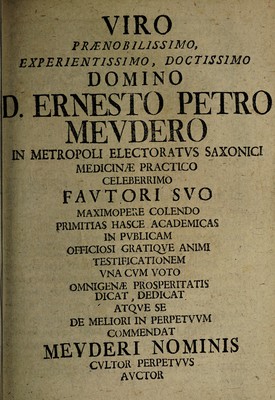 VIRO
PRÆNOBILISSIMO,
EXPERIENTISSIMO, DOCTISSIMO
DOMINO
D. ERNESTO PETRO
MEVDERO
IN METROPOLI ELECTORATVS SAXONICI
MEDICINÆ PRACTICO
CELEBERRIMO
FAVTORI SVO
MAXIMOPERE COLENDO
PRIMITIAS HASCE ACADEMICAS
IN PVBLICAM
OFFICIOSI GRATIQVE ANIMI
TESTIFICATIONEM
VNA CVM VOTO
OMNIGENÆ PROSPERITATIS
DICAT, DEDICAT
ATQVE SE
DE MELIORI IN PERPETVVM
COMMENDAT
MEVDERI NOMINIS
CVLTOR PERPETVVS
AVCTOR